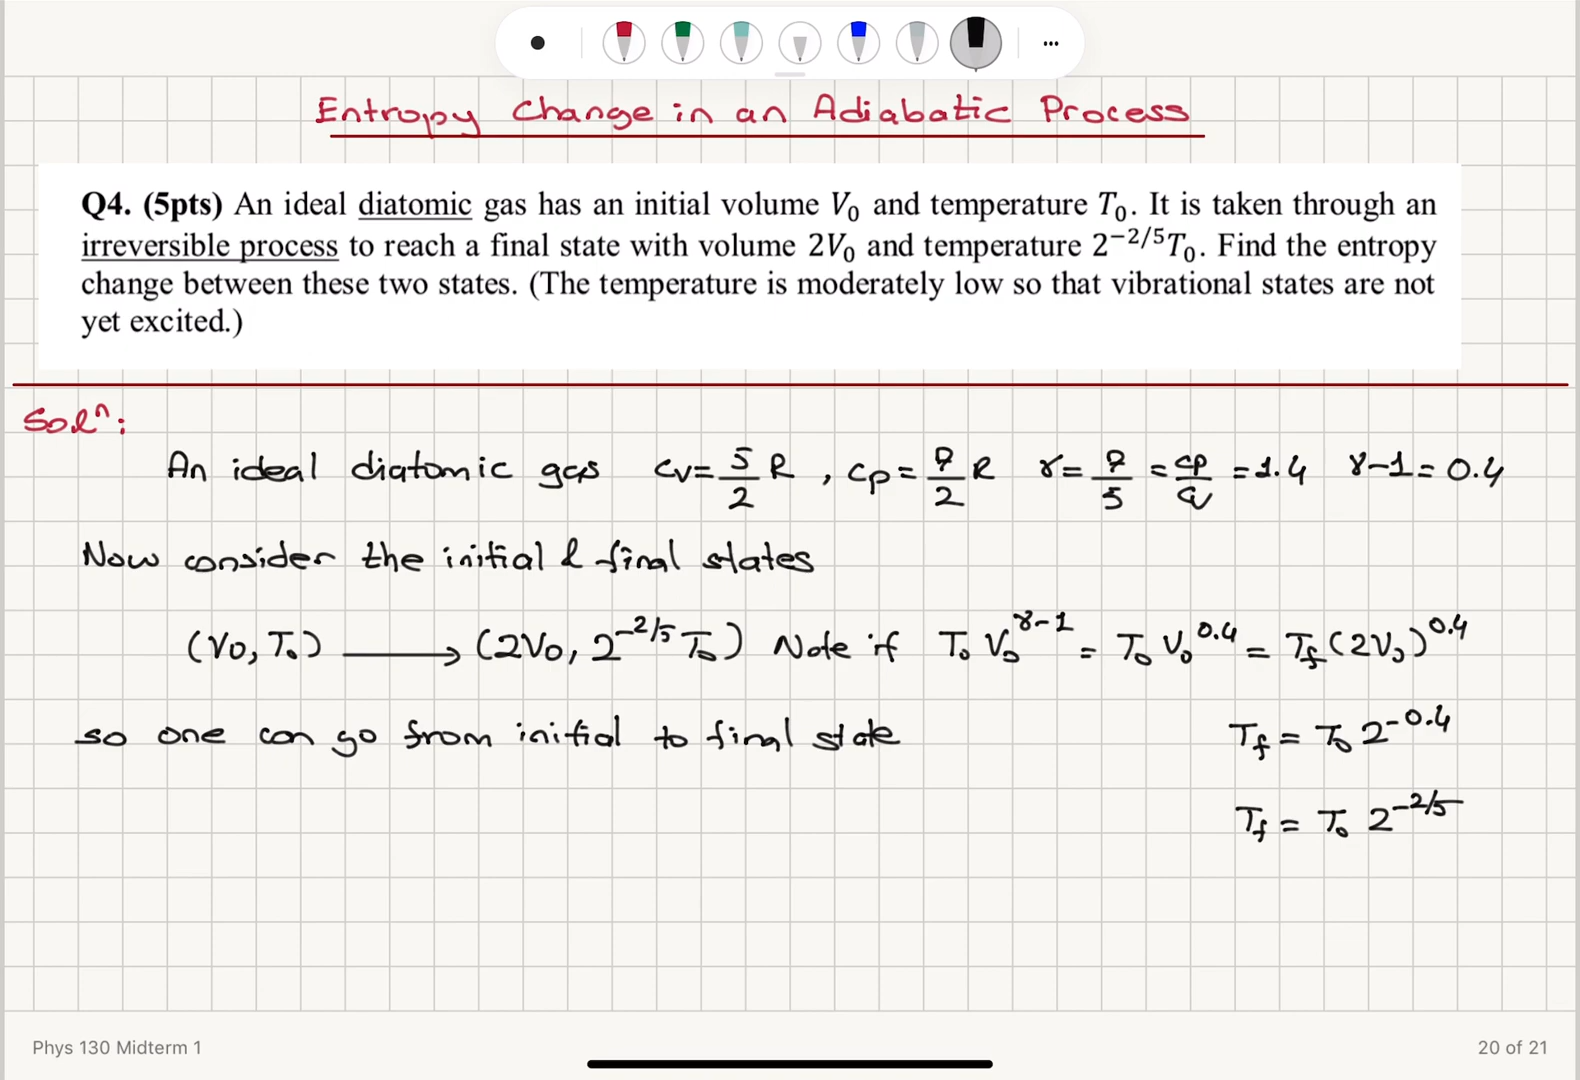 Entropy Change in an Adiabatic Process
Q4. (5pts) An ideal diatomic gas has an initial volume V₀ and temperature T₀. It is taken through an
irreversible process to reach a final state with volume 2V₀ and temperature 2⁻²/⁵T₀. Find the entropy
change between these two states. (The temperature is moderately low so that vibrational states are not
yet excited.)
Solⁿ:
An ideal diatomic gas Cv = 5/2 R , Cp = 7/2 R γ = 7/5 = Cp/Cv = 1.4 γ-1 = 0.4
Now consider the initial & final states
(V₀, T₀) ⟶ (2V₀, 2⁻²/⁵ T₀) Note if T₀ V₀^γ-1 = T₀ V₀^0.4 = T_f (2V₀)^0.4
so one can go from initial to final state T_f = T₀ 2^-0.4
T_f = T₀ 2^-2/5
Phys 130 Midterm 1 20 of 21